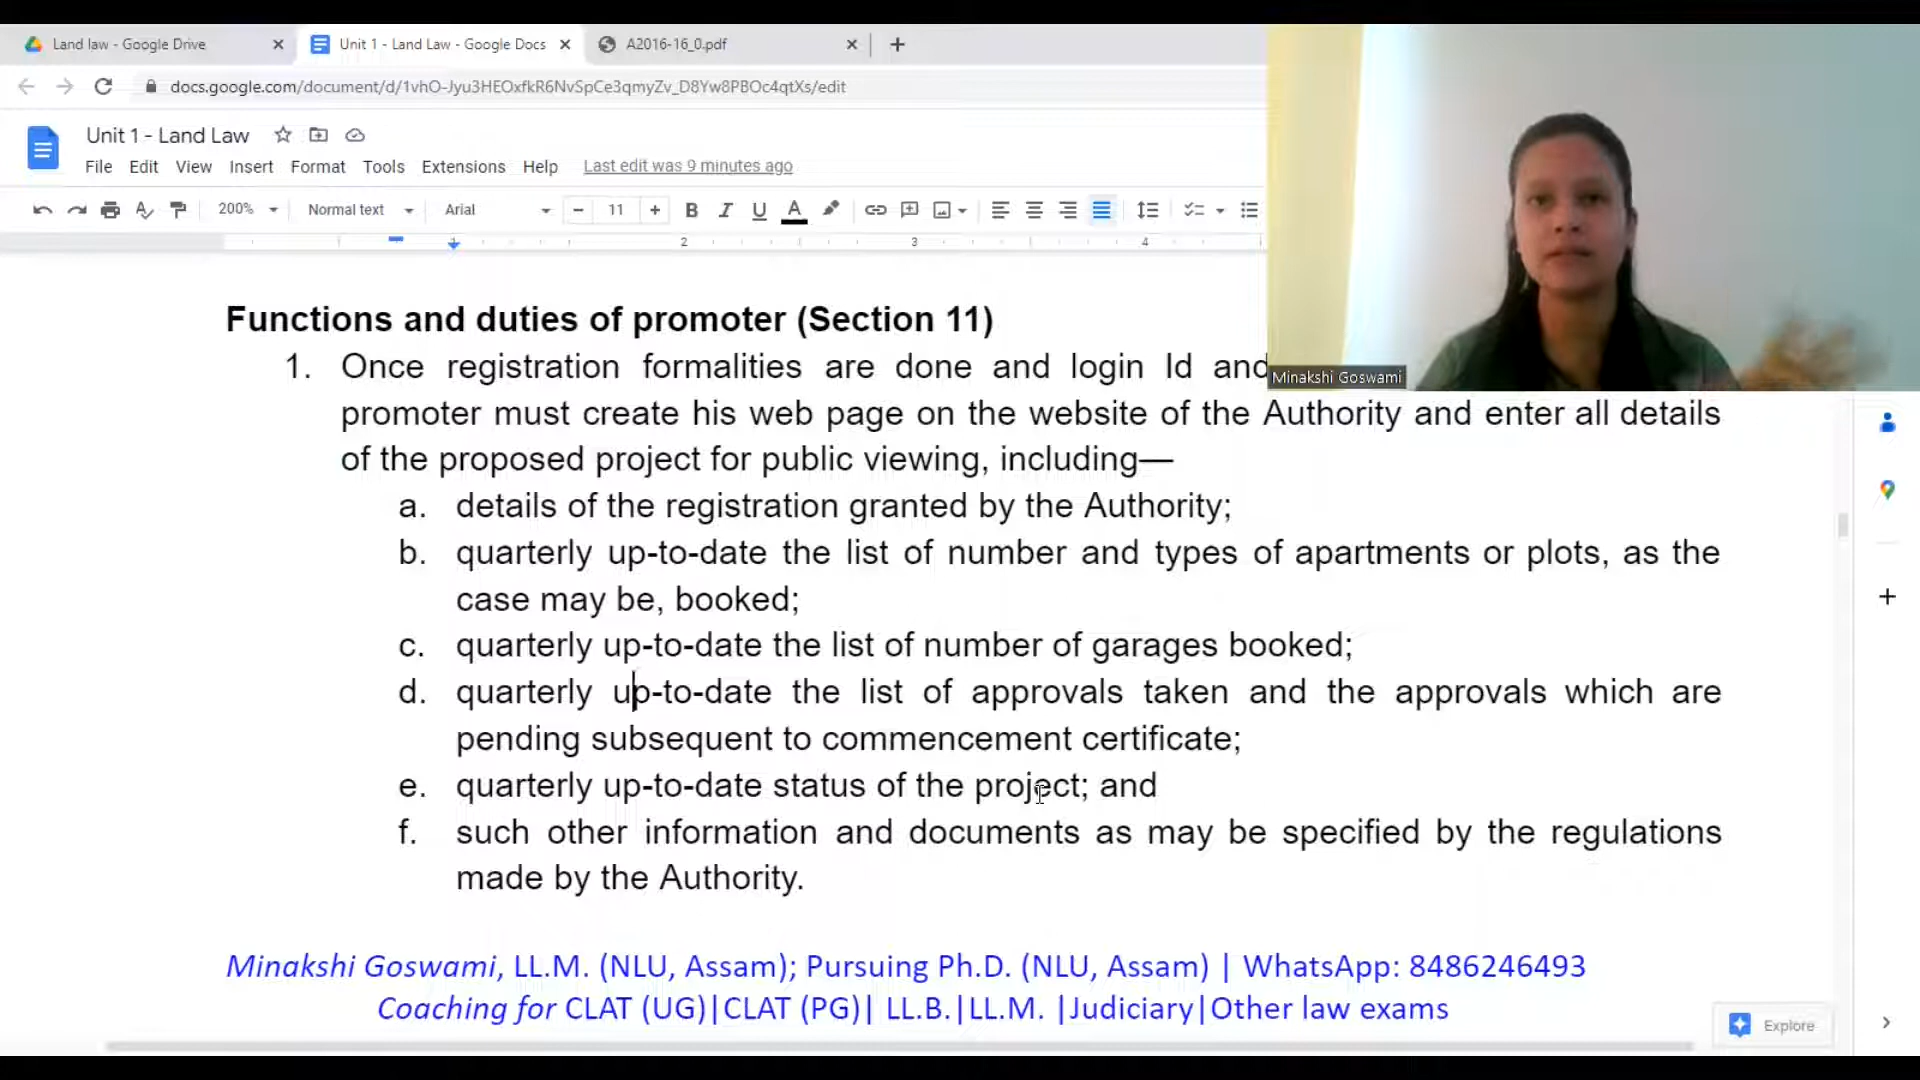 Land law - Google Drive
Unit 1 - Land Law - Google Docs
A2016-16_0.pdf
docs.google.com/document/d/1vhO-Jyu3HEOxfkR6NvSpCe3qmyZv_D8Yw8PBOc4qtXs/edit
Unit 1 - Land Law
File Edit View Insert Format Tools Extensions Help Last edit was 9 minutes ago
200% Normal text Arial 11
1 2 3 4
Functions and duties of promoter (Section 11)
1. Once registration formalities are done and login Id and
promoter must create his web page on the website of the Authority and enter all details
of the proposed project for public viewing, including—
a. details of the registration granted by the Authority;
b. quarterly up-to-date the list of number and types of apartments or plots, as the
case may be, booked;
c. quarterly up-to-date the list of number of garages booked;
d. quarterly up-to-date the list of approvals taken and the approvals which are
pending subsequent to commencement certificate;
e. quarterly up-to-date status of the project; and
f. such other information and documents as may be specified by the regulations
made by the Authority.
Minakshi Goswami
Minakshi Goswami, LL.M. (NLU, Assam); Pursuing Ph.D. (NLU, Assam) | WhatsApp: 8486246493
Coaching for CLAT (UG)|CLAT (PG)| LL.B.|LL.M. |Judiciary|Other law exams
Explore